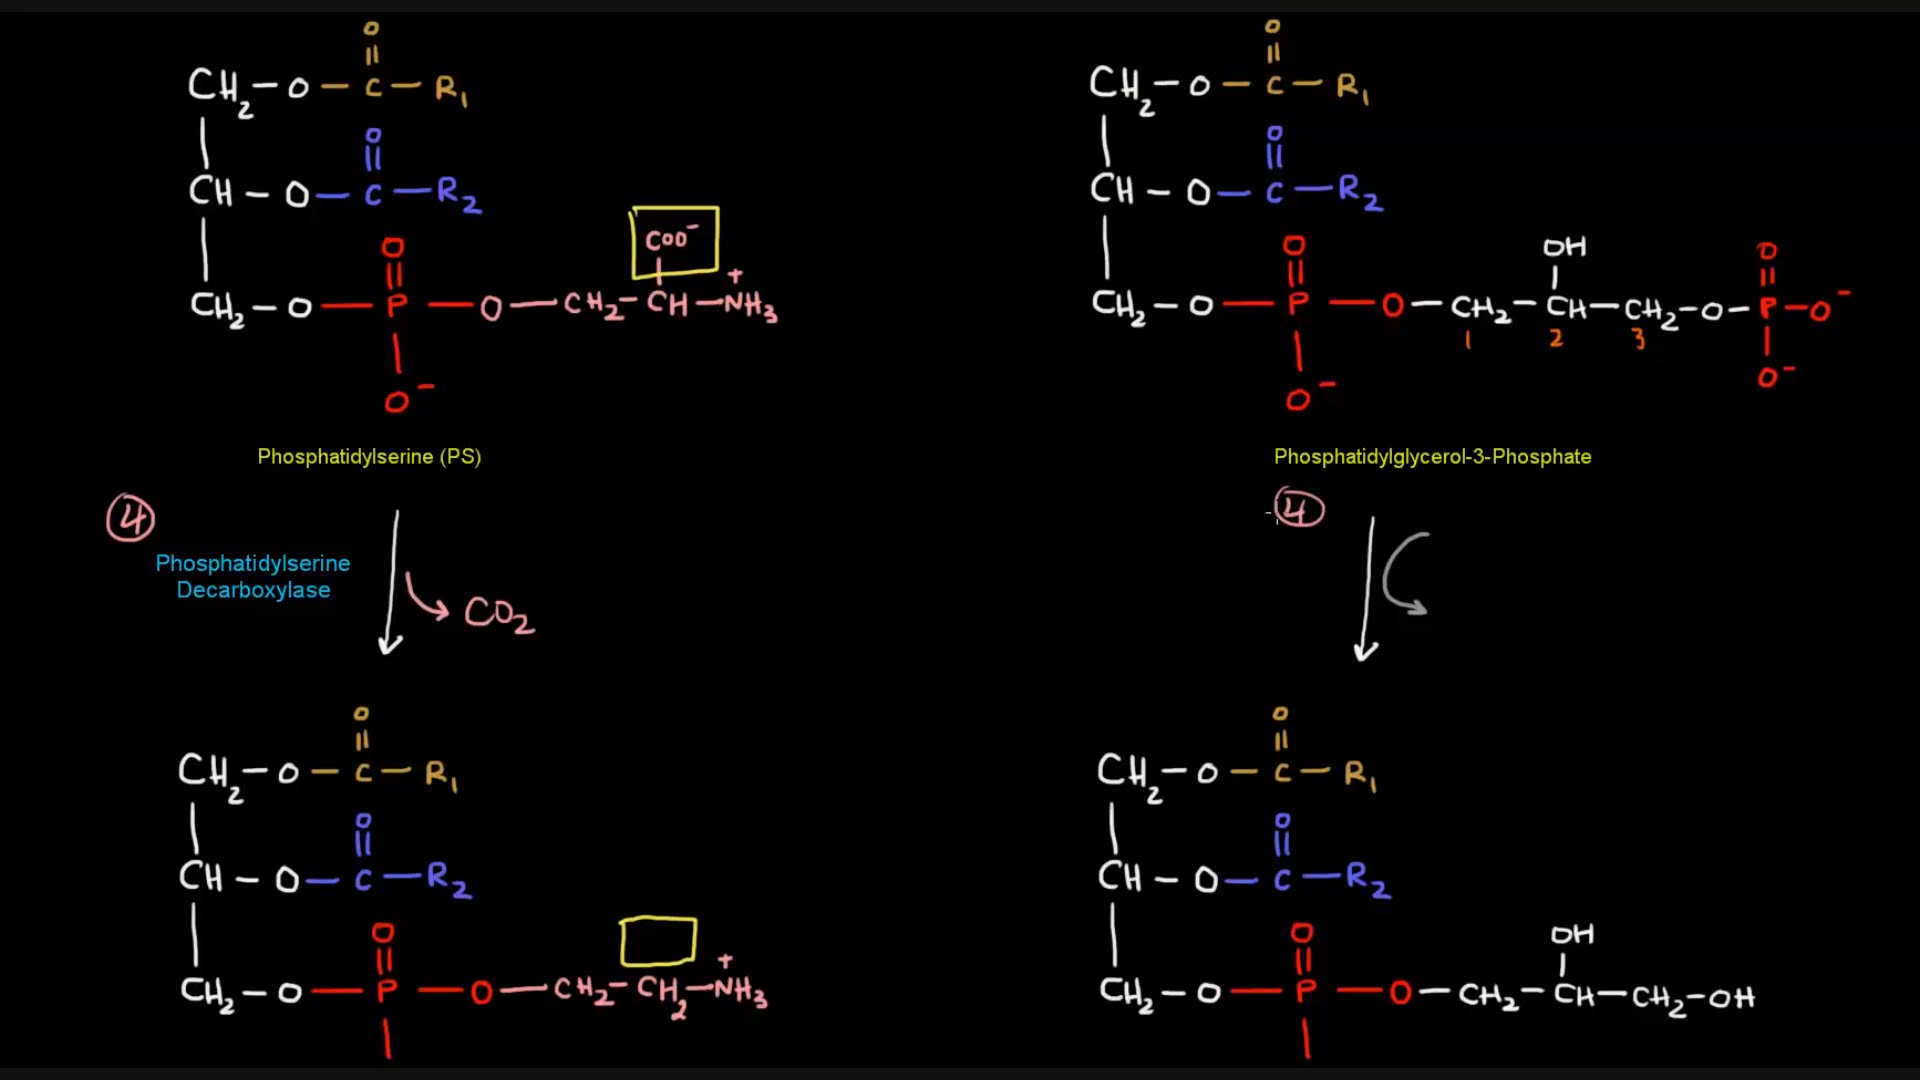 O
||
CH2-O-C-R1
O
||
CH-O-C-R2
O
||
COO-
CH2-O-P-O-CH2-CH-NH3+
O-
Phosphatidylserine (PS)
4
Phosphatidylserine
Decarboxylase
CO2
O
||
CH2-O-C-R1
O
||
CH-O-C-R2
O
||
CH2-O-P-O-CH2-CH2-NH3+
O
||
CH2-O-C-R1
O
||
CH-O-C-R2
O
||
OH
O
||
CH2-O-P-O-CH2-CH-CH2-O-P-O-
1 2 3
O-
O-
Phosphatidylglycerol-3-Phosphate
4
O
||
CH2-O-C-R1
O
||
CH-O-C-R2
O
||
OH
CH2-O-P-O-CH2-CH-CH2-OH